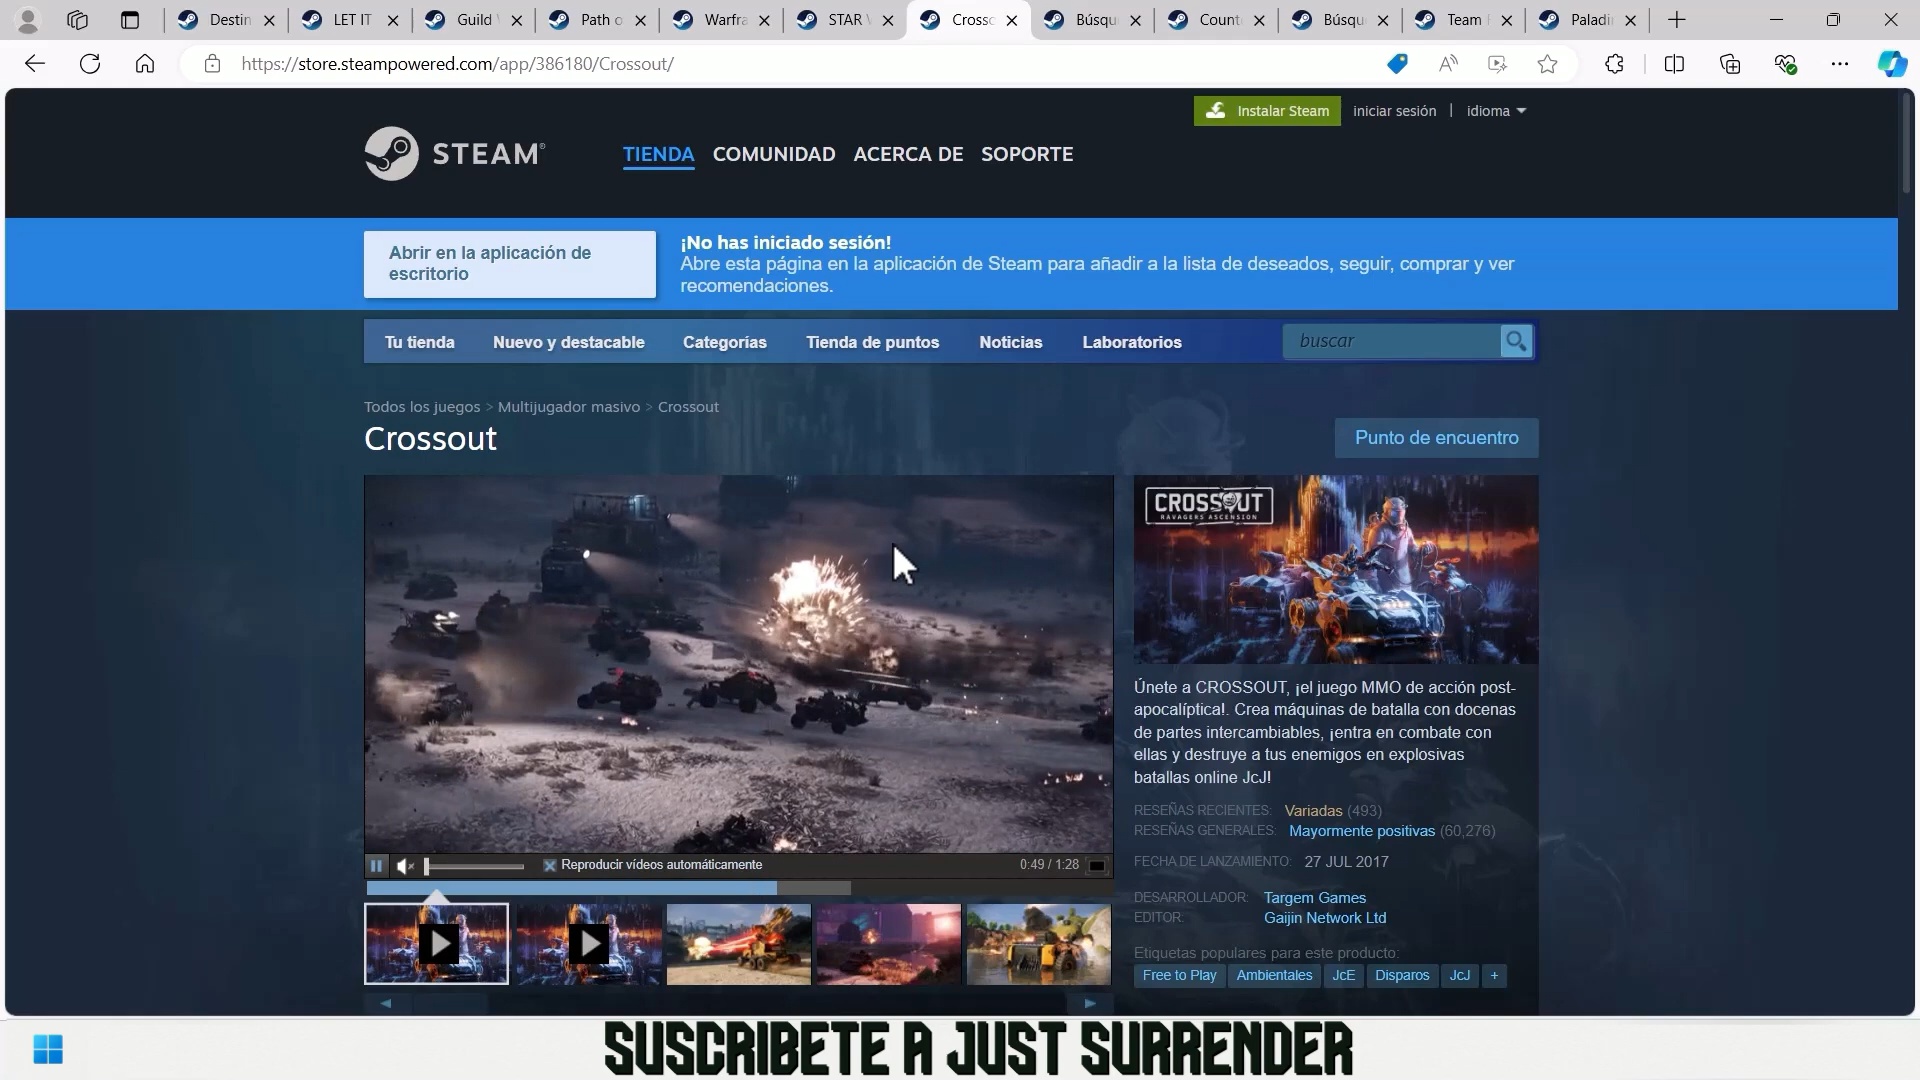 Destin
LET IT
Guild
Path o
Warfra
STAR
Crosso
Búsqu
Count
Búsqu
Team
Paladi
https://store.steampowered.com/app/386180/Crossout/
Instalar Steam
iniciar sesión
|
idioma
STEAM®
TIENDA
COMUNIDAD
ACERCA DE
SOPORTE
Abrir en la aplicación de
escritorio
¡No has iniciado sesión!
Abre esta página en la aplicación de Steam para añadir a la lista de deseados, seguir, comprar y ver
recomendaciones.
Tu tienda
Nuevo y destacable
Categorías
Tienda de puntos
Noticias
Laboratorios
buscar
Todos los juegos > Multijugador masivo > Crossout
Crossout
Punto de encuentro
CROSSOUT
RAVAGERS ASCENSION
Únete a CROSSOUT, ¡el juego MMO de acción post-
apocalíptica!. Crea máquinas de batalla con docenas
de partes intercambiables, ¡entra en combate con
ellas y destruye a tus enemigos en explosivas
batallas online JcJ!
RESEÑAS RECIENTES: Variadas (493)
RESEÑAS GENERALES: Mayormente positivas (60,276)
FECHA DE LANZAMIENTO: 27 JUL 2017
DESARROLLADOR: Targem Games
EDITOR: Gaijin Network Ltd
Etiquetas populares para este producto:
Free to Play
Ambientales
JcE
Disparos
JcJ
+
Reproducir vídeos automáticamente
0:49 / 1:28
SUSCRIBETE A JUST SURRENDER